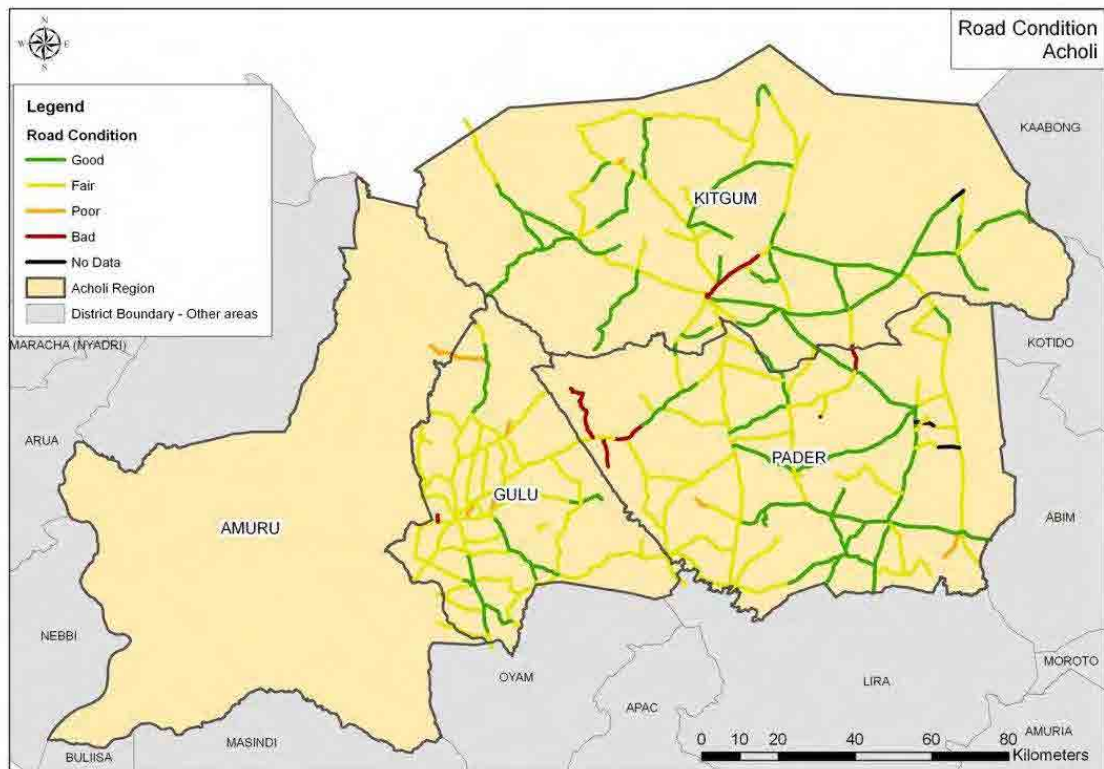 Road Condition
Acholi
N
W
E
S
Legend
Road Condition
Good
Fair
Poor
Bad
No Data
Acholi Region
District Boundary - Other areas
KAABONG
KITGUM
MARACHA (NYADRI)
KOTIDO
ARUA
PADER
GULU
AMURU
ABIM
NEBBI
OYAM
LIRA
MOROTO
APAC
AMURIA
MASINDI
BULIISA
0 10 20 40 60 80
Kilometers